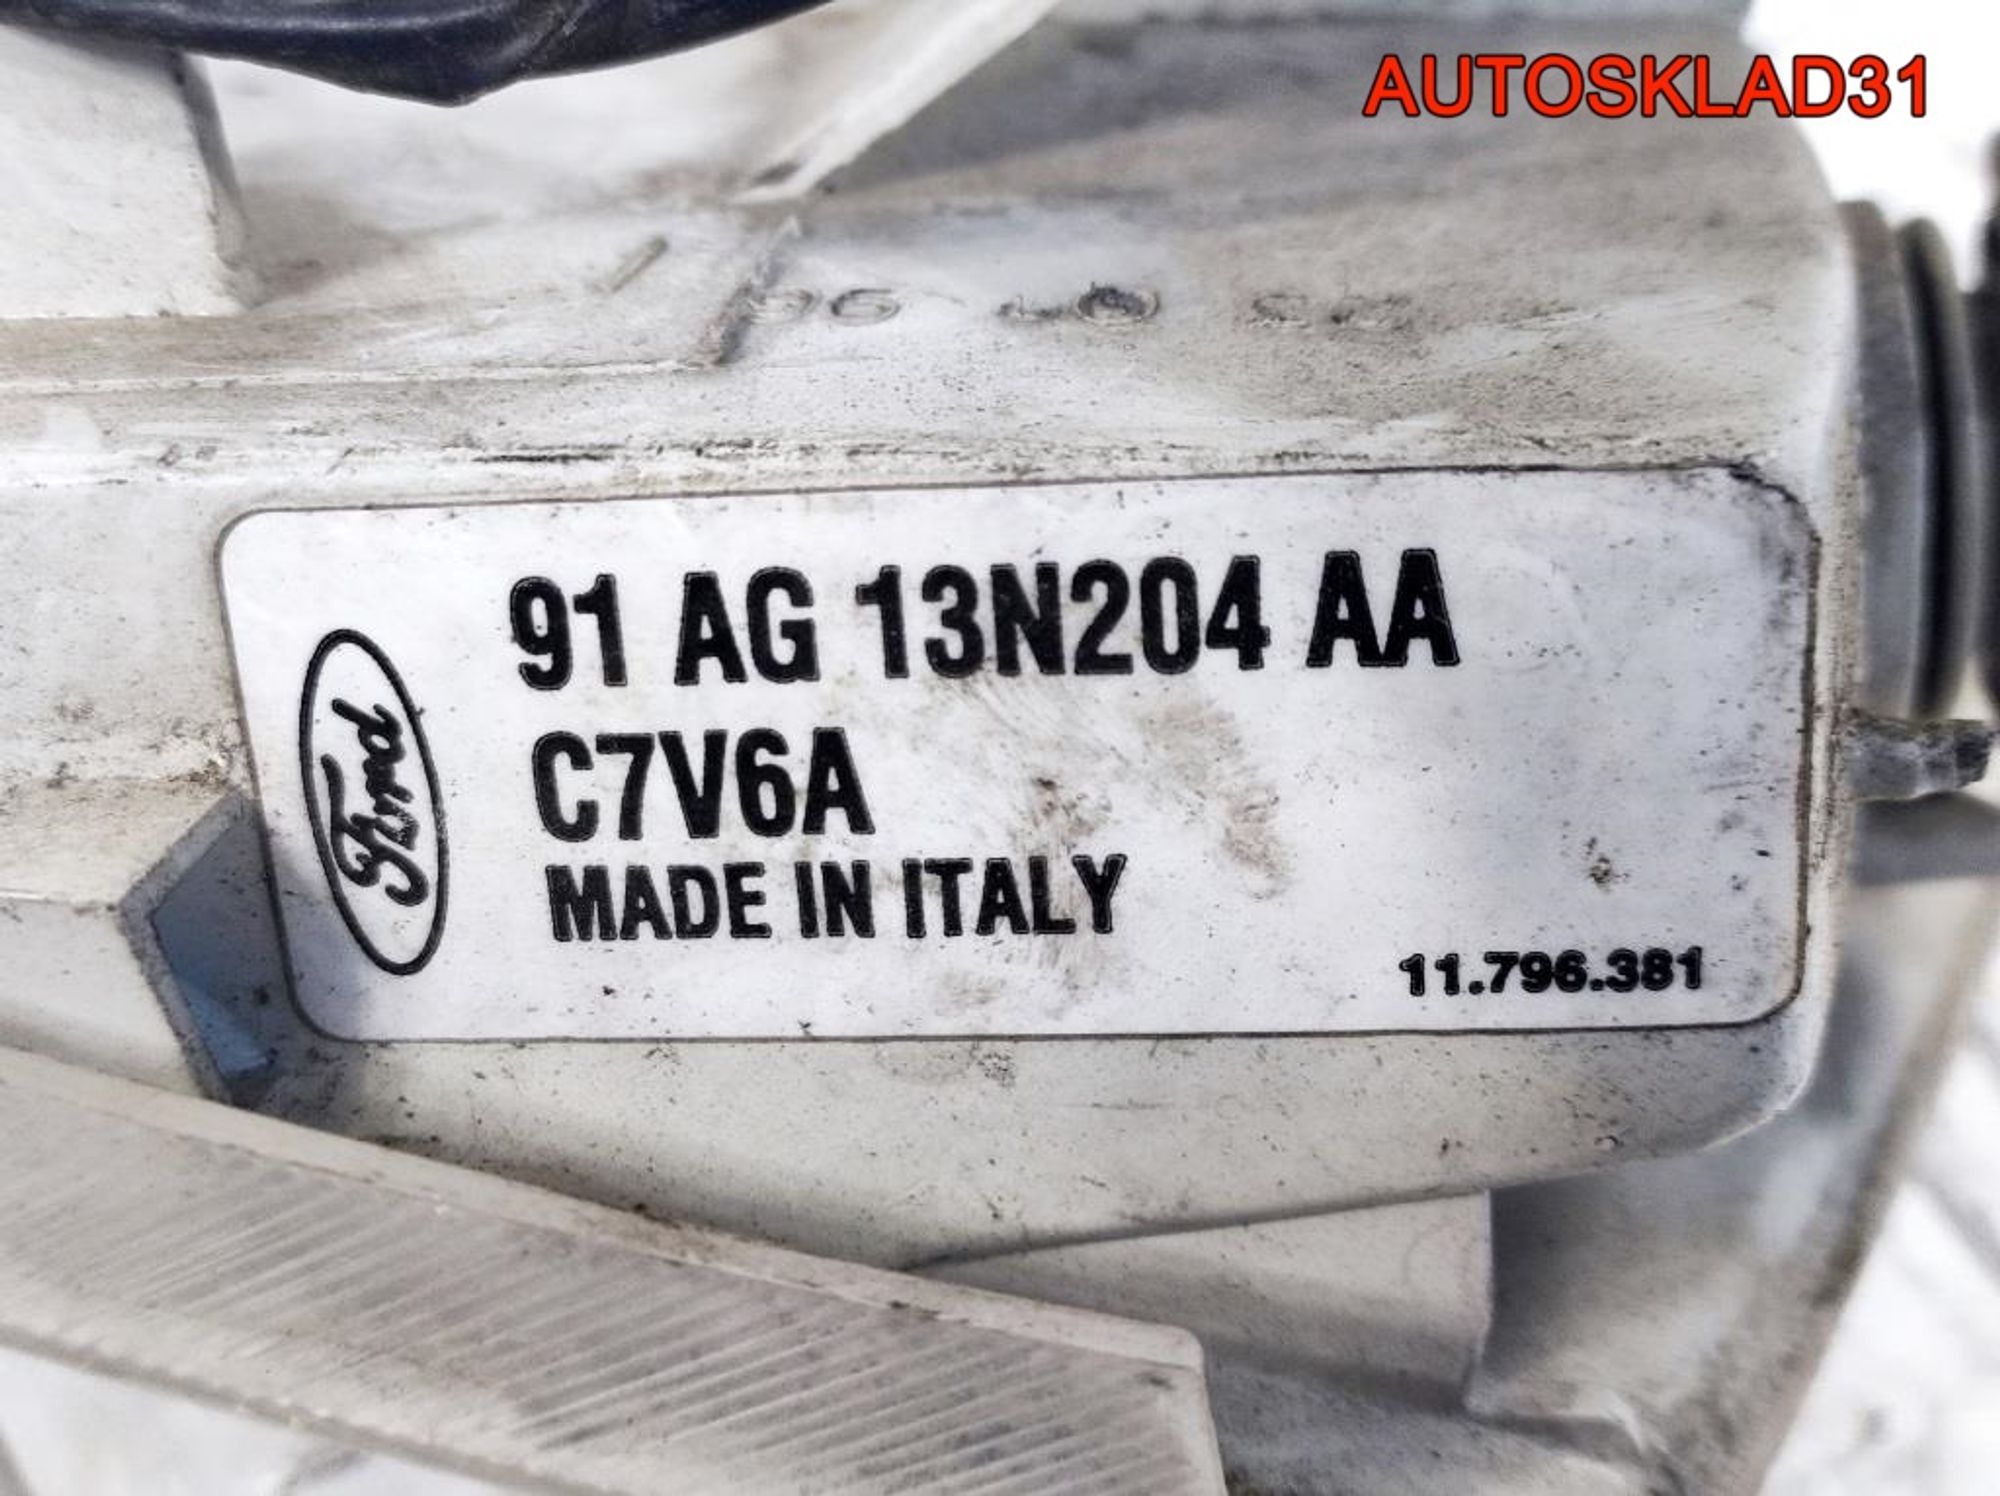 AUTOSKLAD31
91 AG 13N204 AA
Ford
C7V6A
MADE IN ITALY
11.796.381